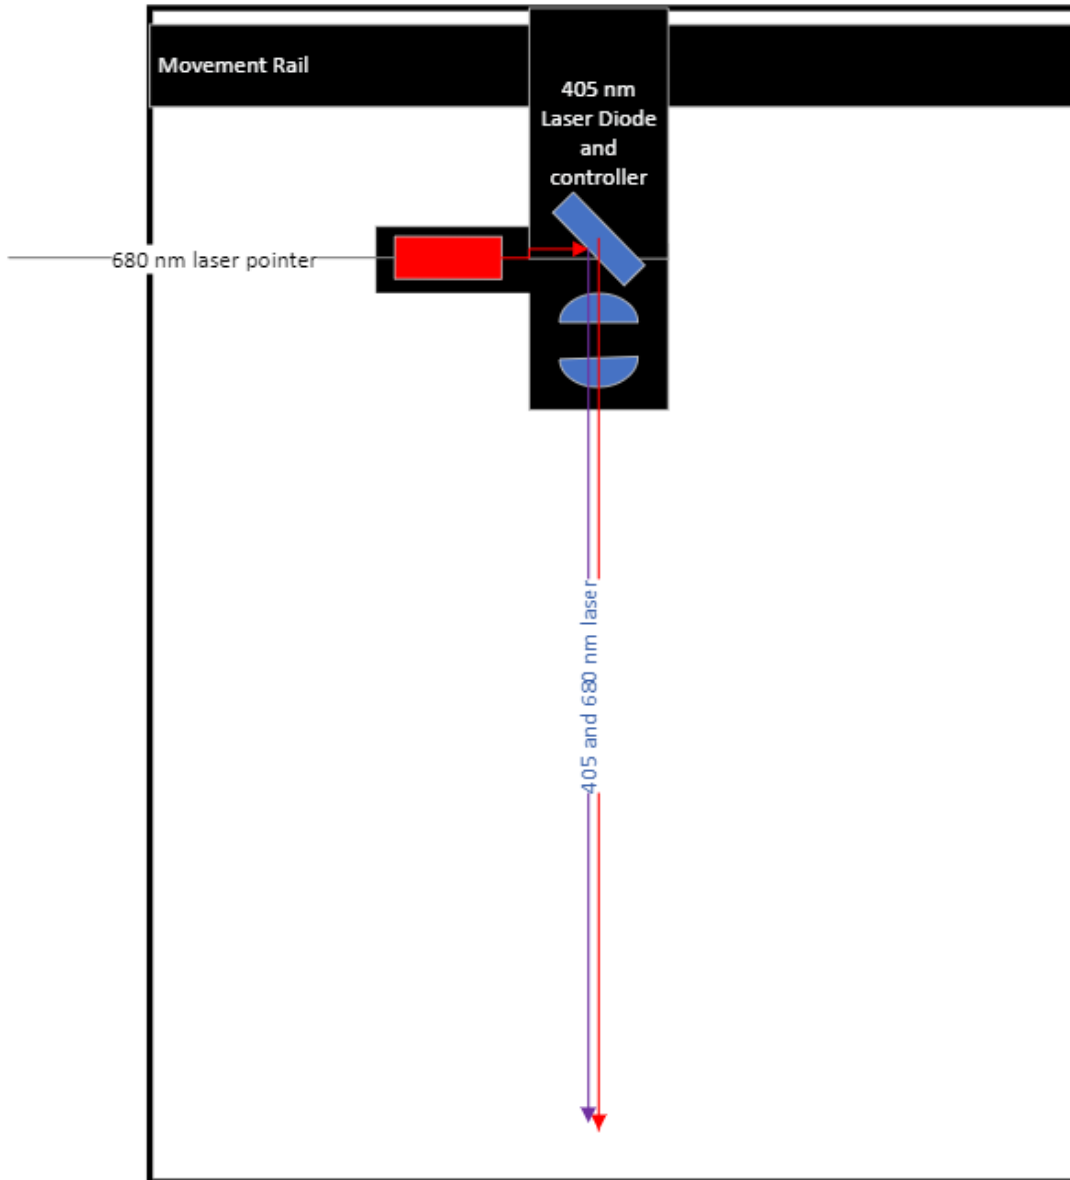 Movement Rail
405 nm
Laser Diode
and
controller
680 nm laser pointer
405 and 680 nm laser